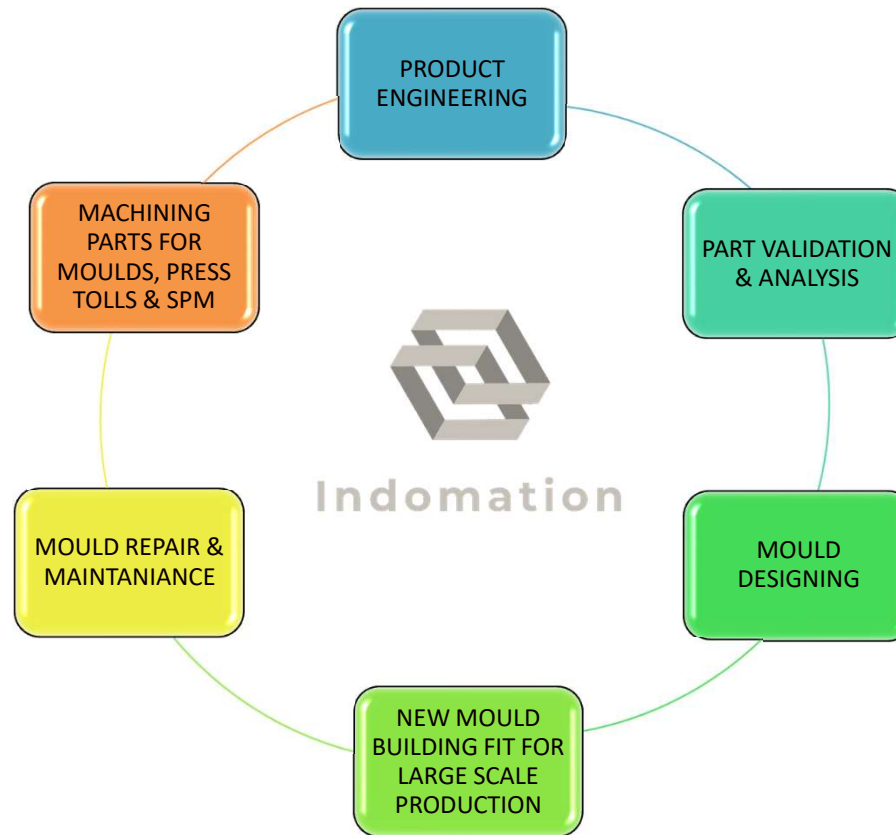 PRODUCT
ENGINEERING
PART VALIDATION
& ANALYSIS
MOULD
DESIGNING
NEW MOULD
BUILDING FIT FOR
LARGE SCALE
PRODUCTION
MOULD REPAIR &
MAINTANIANCE
MACHINING
PARTS FOR
MOULDS, PRESS
TOLLS & SPM
Indomation